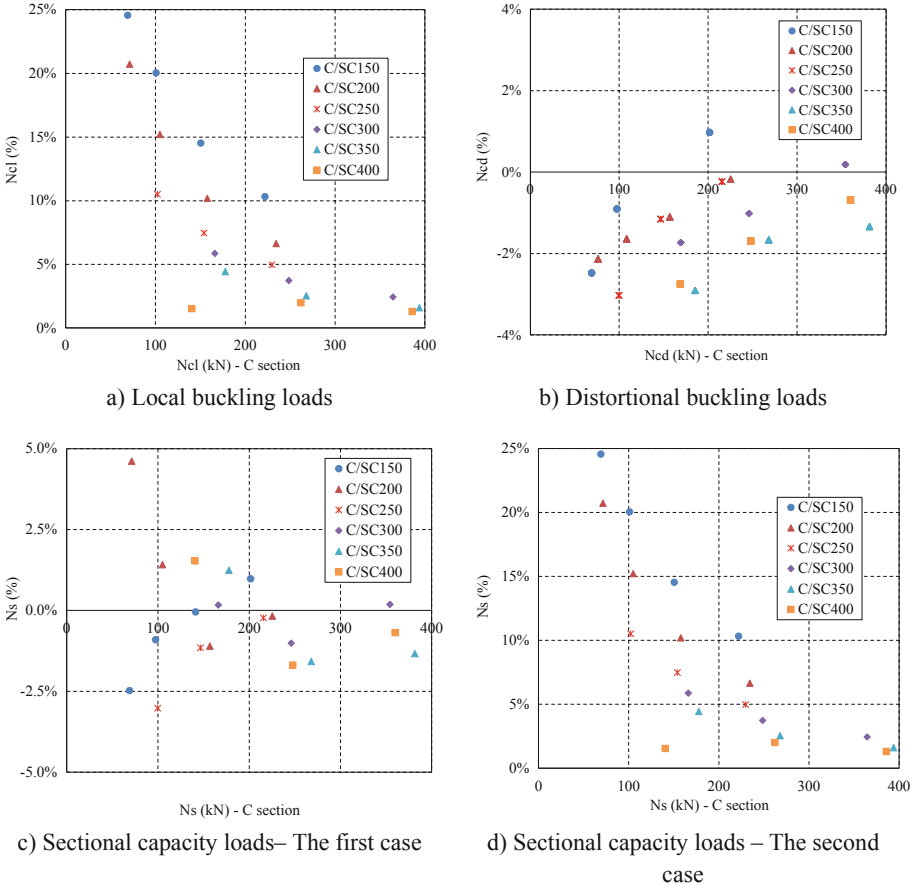 25%
20%
15%
10%
5%
0%
Ncl (%)
C/SC150
C/SC200
C/SC250
C/SC300
C/SC350
C/SC400
0 100 200 300 400
Ncl (kN) - C section
a) Local buckling loads
4%
2%
0%
-2%
-4%
Ncd (%)
C/SC150
C/SC200
C/SC250
C/SC300
C/SC350
C/SC400
0 100 200 300 400
Ncd (kN) - C section
b) Distortional buckling loads
5.0%
2.5%
0.0%
-2.5%
-5.0%
Ns (%)
C/SC150
C/SC200
C/SC250
C/SC300
C/SC350
C/SC400
0 100 200 300 400
Ns (kN) - C section
c) Sectional capacity loads– The first case
25%
20%
15%
10%
5%
0%
Ns (%)
C/SC150
C/SC200
C/SC250
C/SC300
C/SC350
C/SC400
0 100 200 300 400
Ns (kN) - C section
d) Sectional capacity loads – The second
case